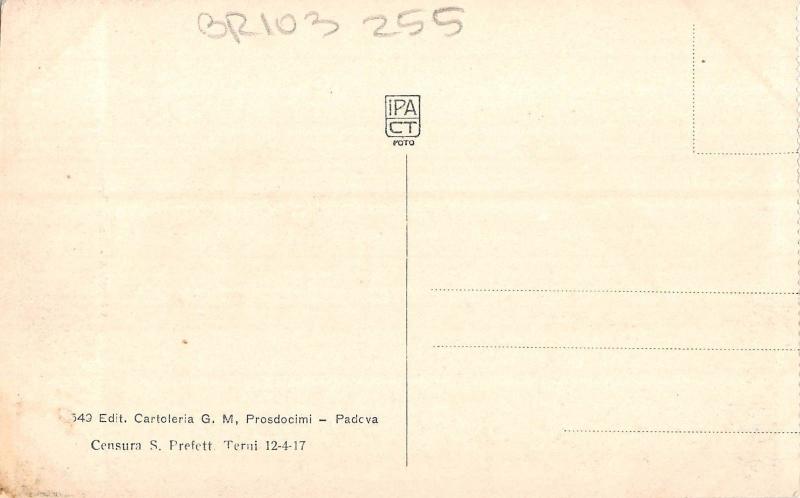 BR103 255
IPA
CT
FOTO
549 Edit. Cartoleria G. M, Prosdocimi – Padova
Censura S. Prefett. Terni 12-4-17